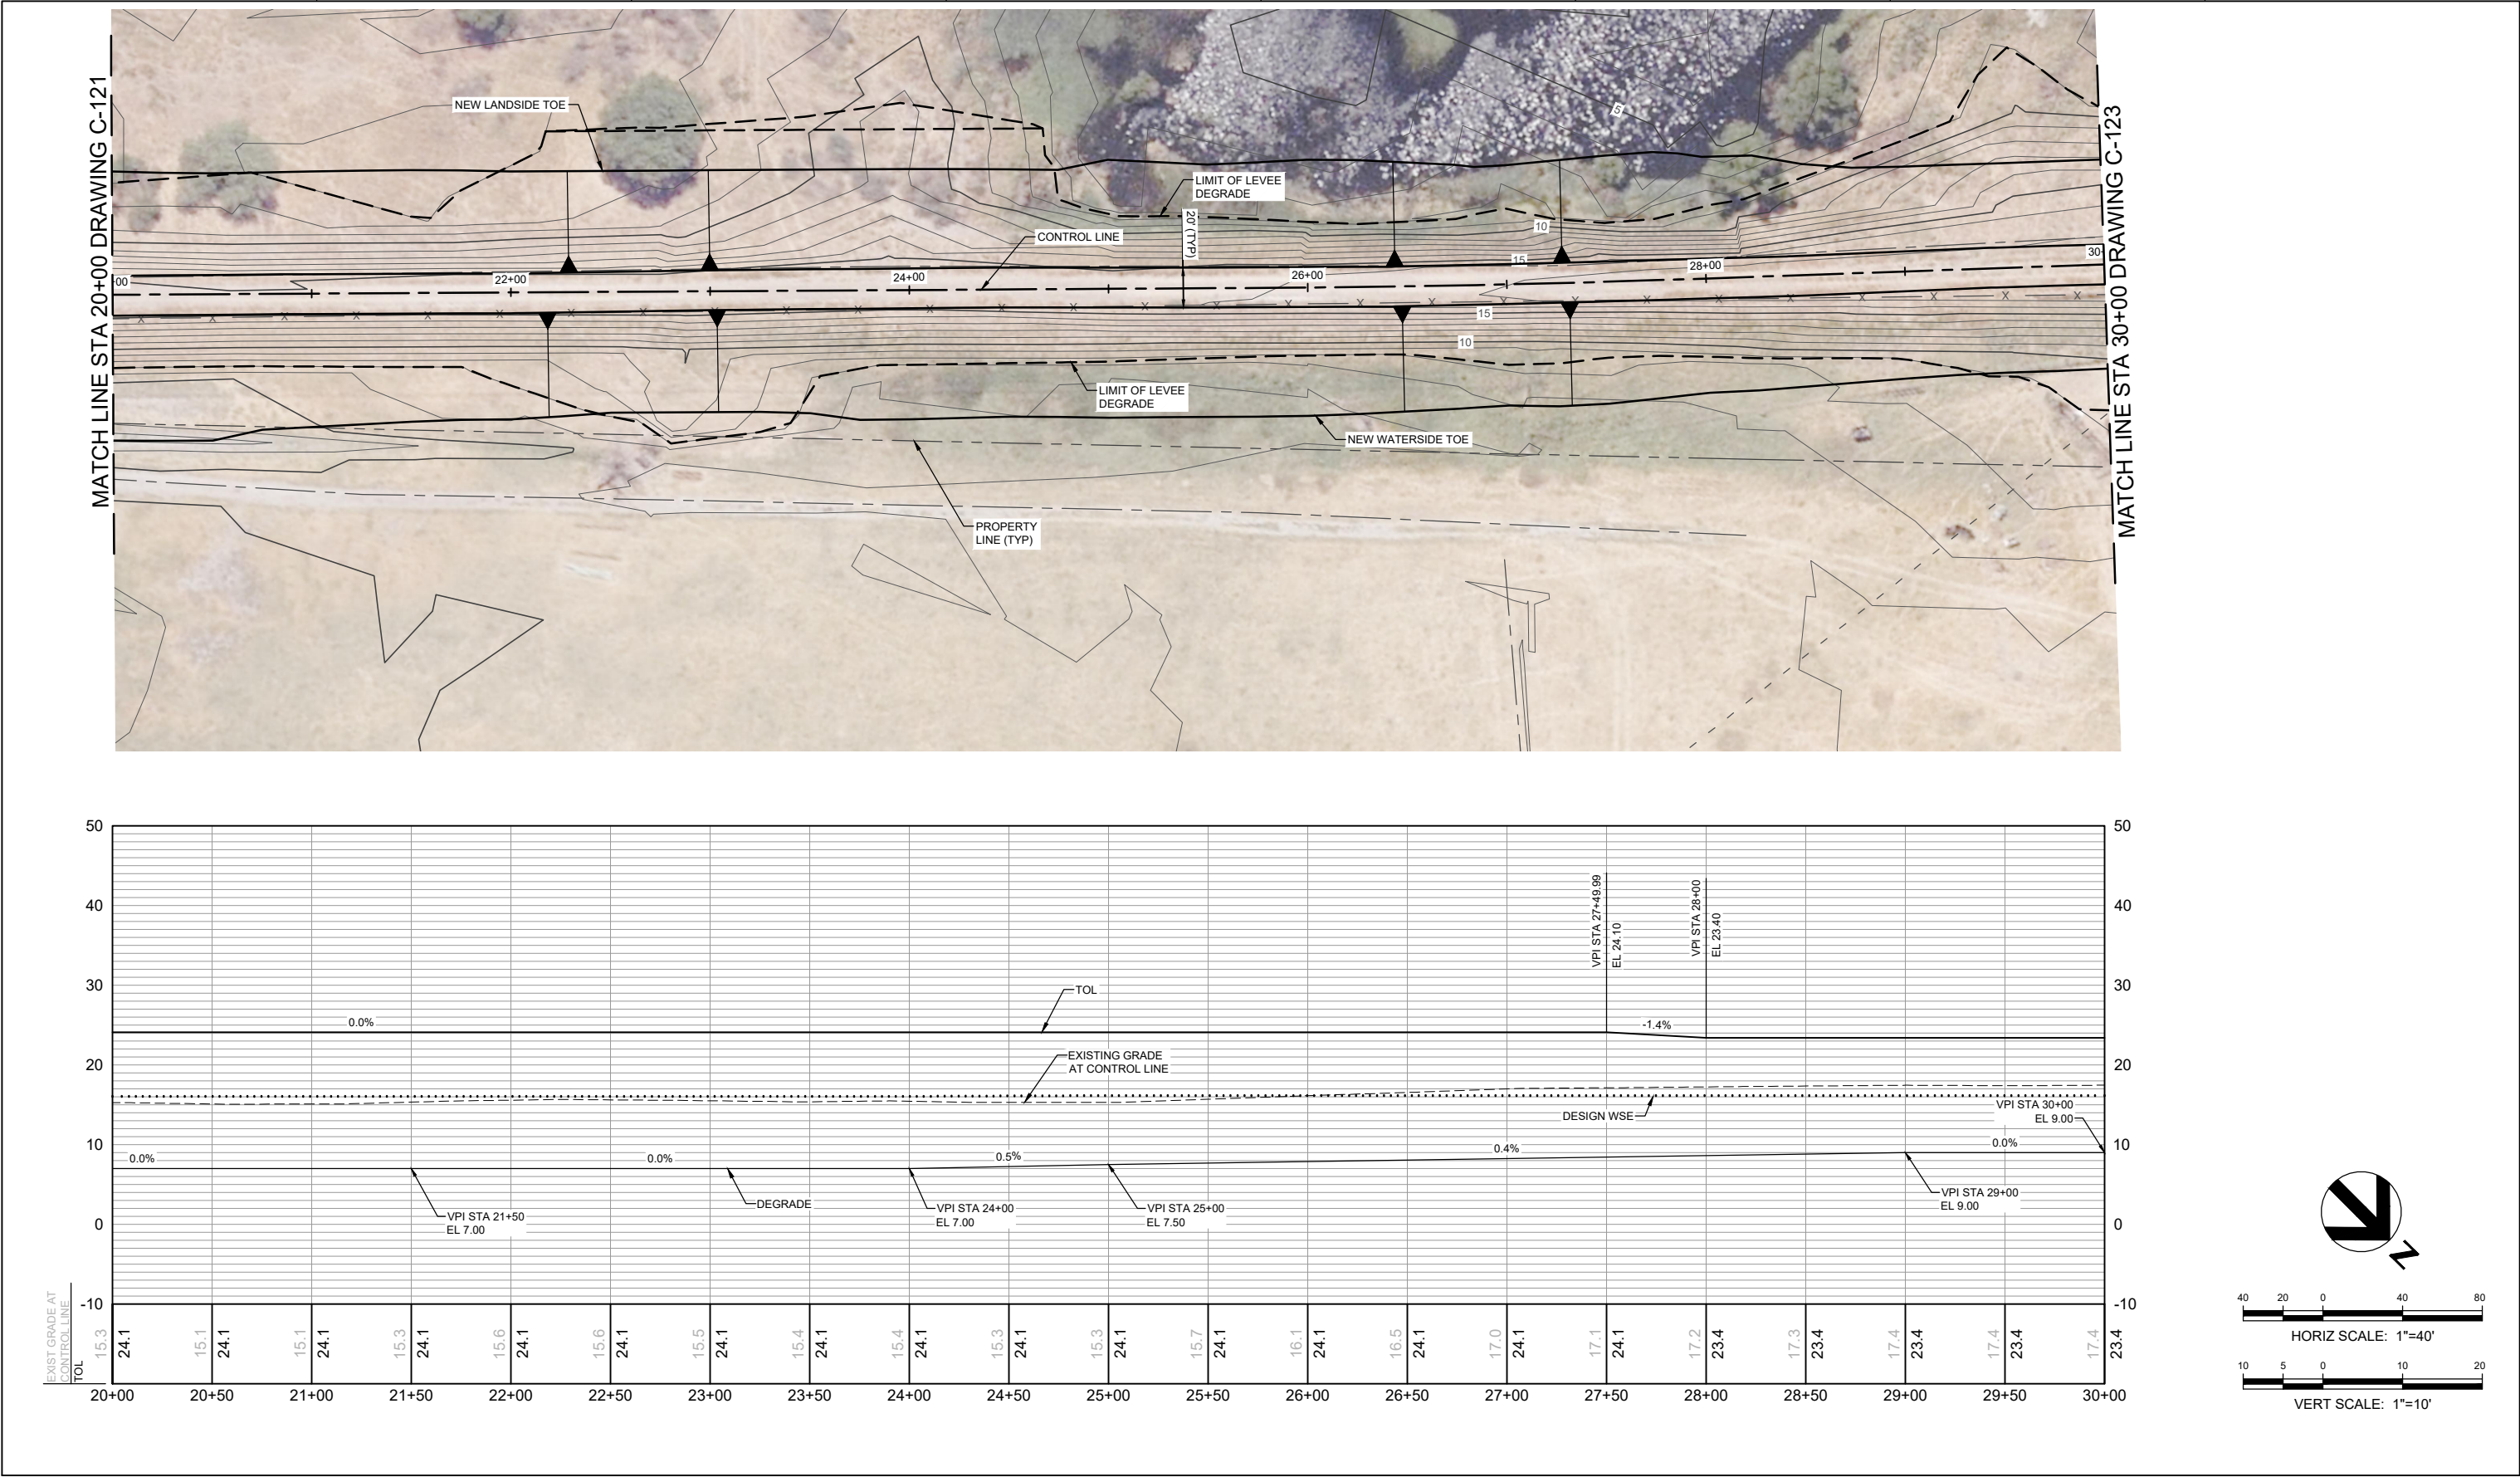 MATCH LINE STA 20+00 DRAWING C-121
MATCH LINE STA 30+00 DRAWING C-123
NEW LANDSIDE TOE
LIMIT OF LEVEE
DEGRADE
20' (TYP)
CONTROL LINE
5
10
15
00
22+00
24+00
26+00
28+00
30
X X X X X X X X X X X X X X X X X X X X X X X X X X X X
15
10
LIMIT OF LEVEE
DEGRADE
NEW WATERSIDE TOE
PROPERTY
LINE (TYP)
50
40
30
20
10
0
-10
50
40
30
20
10
0
-10
VPI STA 27+49.99
EL 24.10
VPI STA 28+00
EL 23.40
TOL
0.0%
-1.4%
EXISTING GRADE
AT CONTROL LINE
DESIGN WSE
VPI STA 30+00
EL 9.00
0.0%
0.0%
0.5%
0.4%
0.0%
DEGRADE
VPI STA 21+50
EL 7.00
VPI STA 24+00
EL 7.00
VPI STA 25+00
EL 7.50
VPI STA 29+00
EL 9.00
EXIST GRADE AT
CONTROL LINE
TOL
15.3 15.1 15.1 15.3 15.6 15.6 15.5 15.4 15.4 15.3 15.3 15.7 16.1 16.5 17.0 17.1 17.2 17.3 17.4 17.4 17.4
24.1 24.1 24.1 24.1 24.1 24.1 24.1 24.1 24.1 24.1 24.1 24.1 24.1 24.1 24.1 24.1 23.4 23.4 23.4 23.4 23.4
20+00 20+50 21+00 21+50 22+00 22+50 23+00 23+50 24+00 24+50 25+00 25+50 26+00 26+50 27+00 27+50 28+00 28+50 29+00 29+50 30+00
Z
40 20 0 40 80
HORIZ SCALE: 1"=40'
10 5 0 10 20
VERT SCALE: 1"=10'